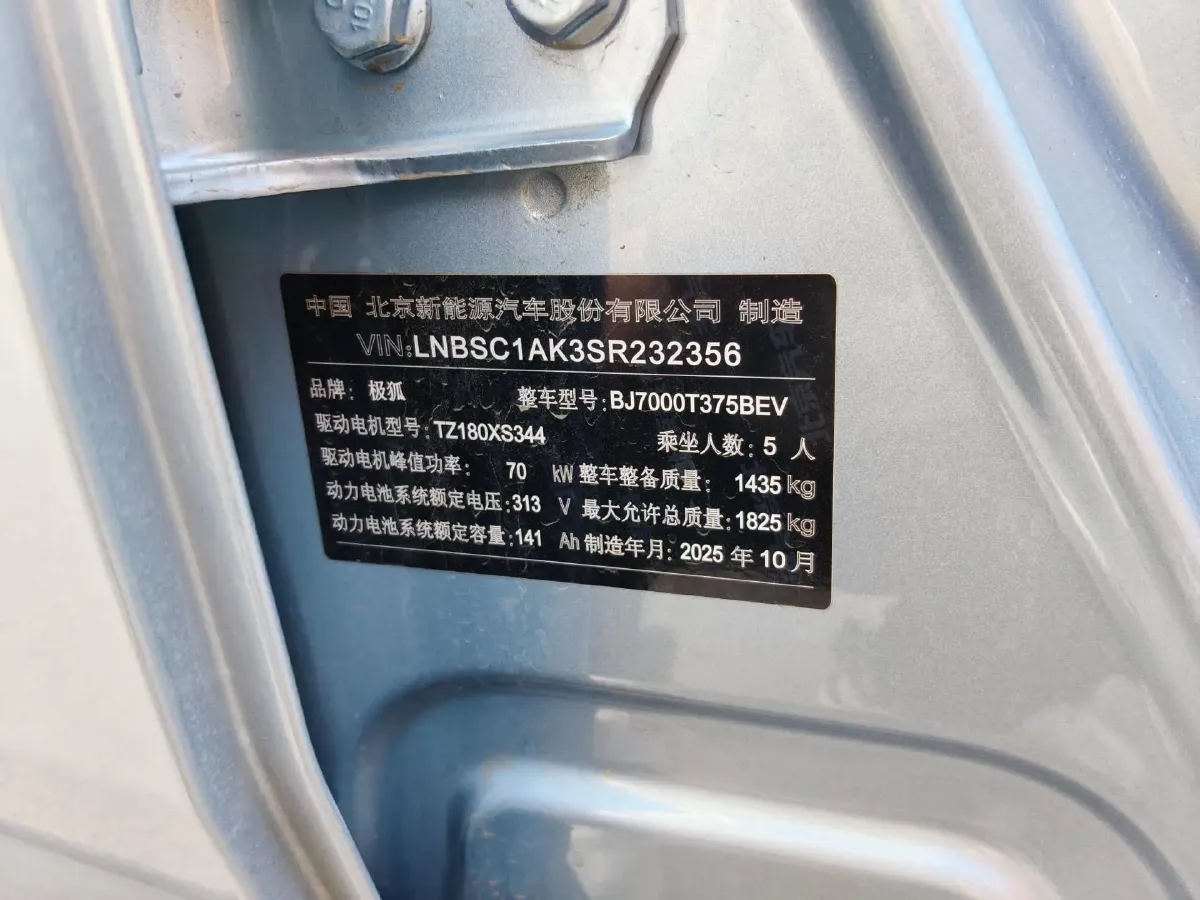 10.
中国 北京新能源汽车股份有限公司 制造
VIN:LNBSC1AK3SR232356
品牌: 极狐 整车型号:BJ7000T375BEV
驱动电机型号:TZ180XS344 乘坐人数:5 人
驱动电机峰值功率: 70 kW 整车整备质量: 1435 kg
动力电池系统额定电压:313 V 最大允许总质量:1825 kg
动力电池系统额定容量:141 Ah 制造年月: 2025 年 10 月